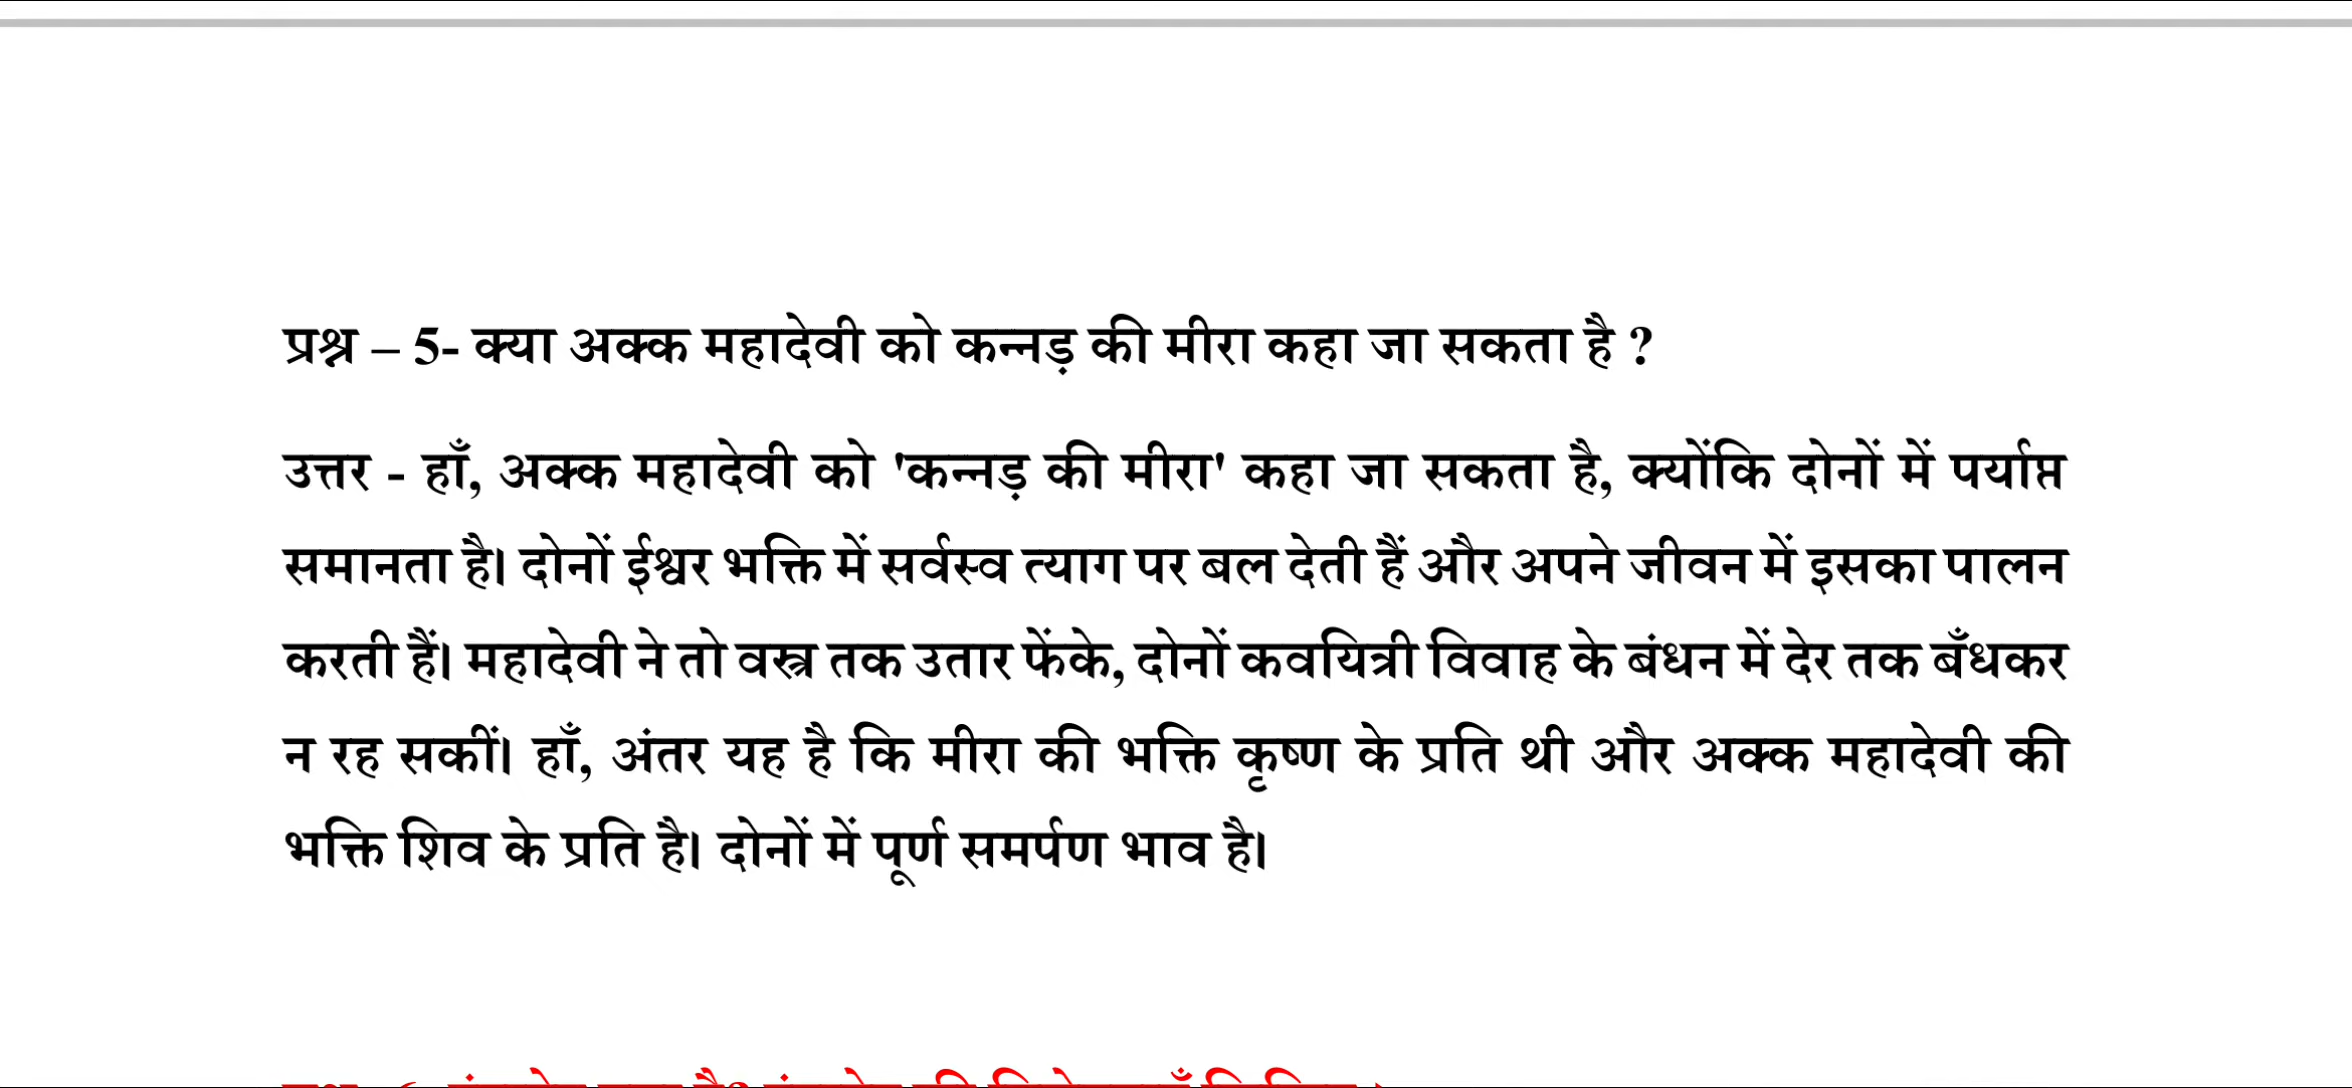 प्रश्न – 5- क्या अक्क महादेवी को कन्नड़ की मीरा कहा जा सकता है ?
उत्तर - हाँ, अक्क महादेवी को 'कन्नड़ की मीरा' कहा जा सकता है, क्योंकि दोनों में पर्याप्त
समानता है। दोनों ईश्वर भक्ति में सर्वस्व त्याग पर बल देती हैं और अपने जीवन में इसका पालन
करती हैं। महादेवी ने तो वस्त्र तक उतार फेंके, दोनों कवयित्री विवाह के बंधन में देर तक बँधकर
न रह सकीं। हाँ, अंतर यह है कि मीरा की भक्ति कृष्ण के प्रति थी और अक्क महादेवी की
भक्ति शिव के प्रति है। दोनों में पूर्ण समर्पण भाव है।